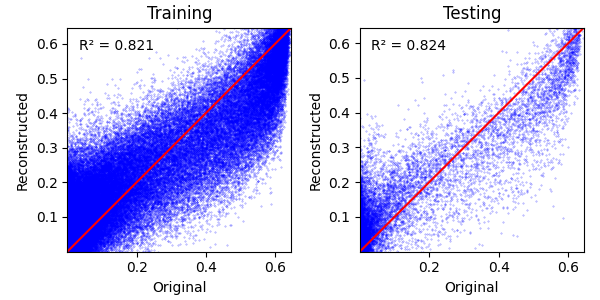 Training
R² = 0.821
Reconstructed
0.6
0.5
0.4
0.3
0.2
0.1
0.2
0.4
0.6
Original
Testing
R² = 0.824
Reconstructed
0.6
0.5
0.4
0.3
0.2
0.1
0.2
0.4
0.6
Original